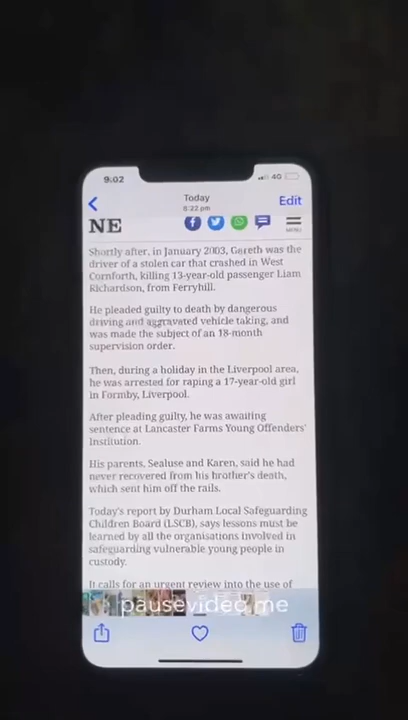 9:02
4G
Today
8:22 pm
Edit
NE
MENU
Shortly after, in January 2003, Gareth was the
driver of a stolen car that crashed in West
Cornforth, killing 13-year-old passenger Liam
Richardson, from Ferryhill.
He pleaded guilty to death by dangerous
driving and aggravated vehicle taking, and
was made the subject of an 18-month
supervision order.
Then, during a holiday in the Liverpool area,
he was arrested for raping a 17-year-old girl
in Formby, Liverpool.
After pleading guilty, he was awaiting
sentence at Lancaster Farms Young Offenders'
Institution.
His parents, Sealuse and Karen, said he had
never recovered from his brother's death,
which sent him off the rails.
Today's report by Durham Local Safeguarding
Children Board (LSCB), says lessons must be
learned by all the organisations involved in
safeguarding vulnerable young people in
custody.
It calls for an urgent review into the use of
pausevideo.me